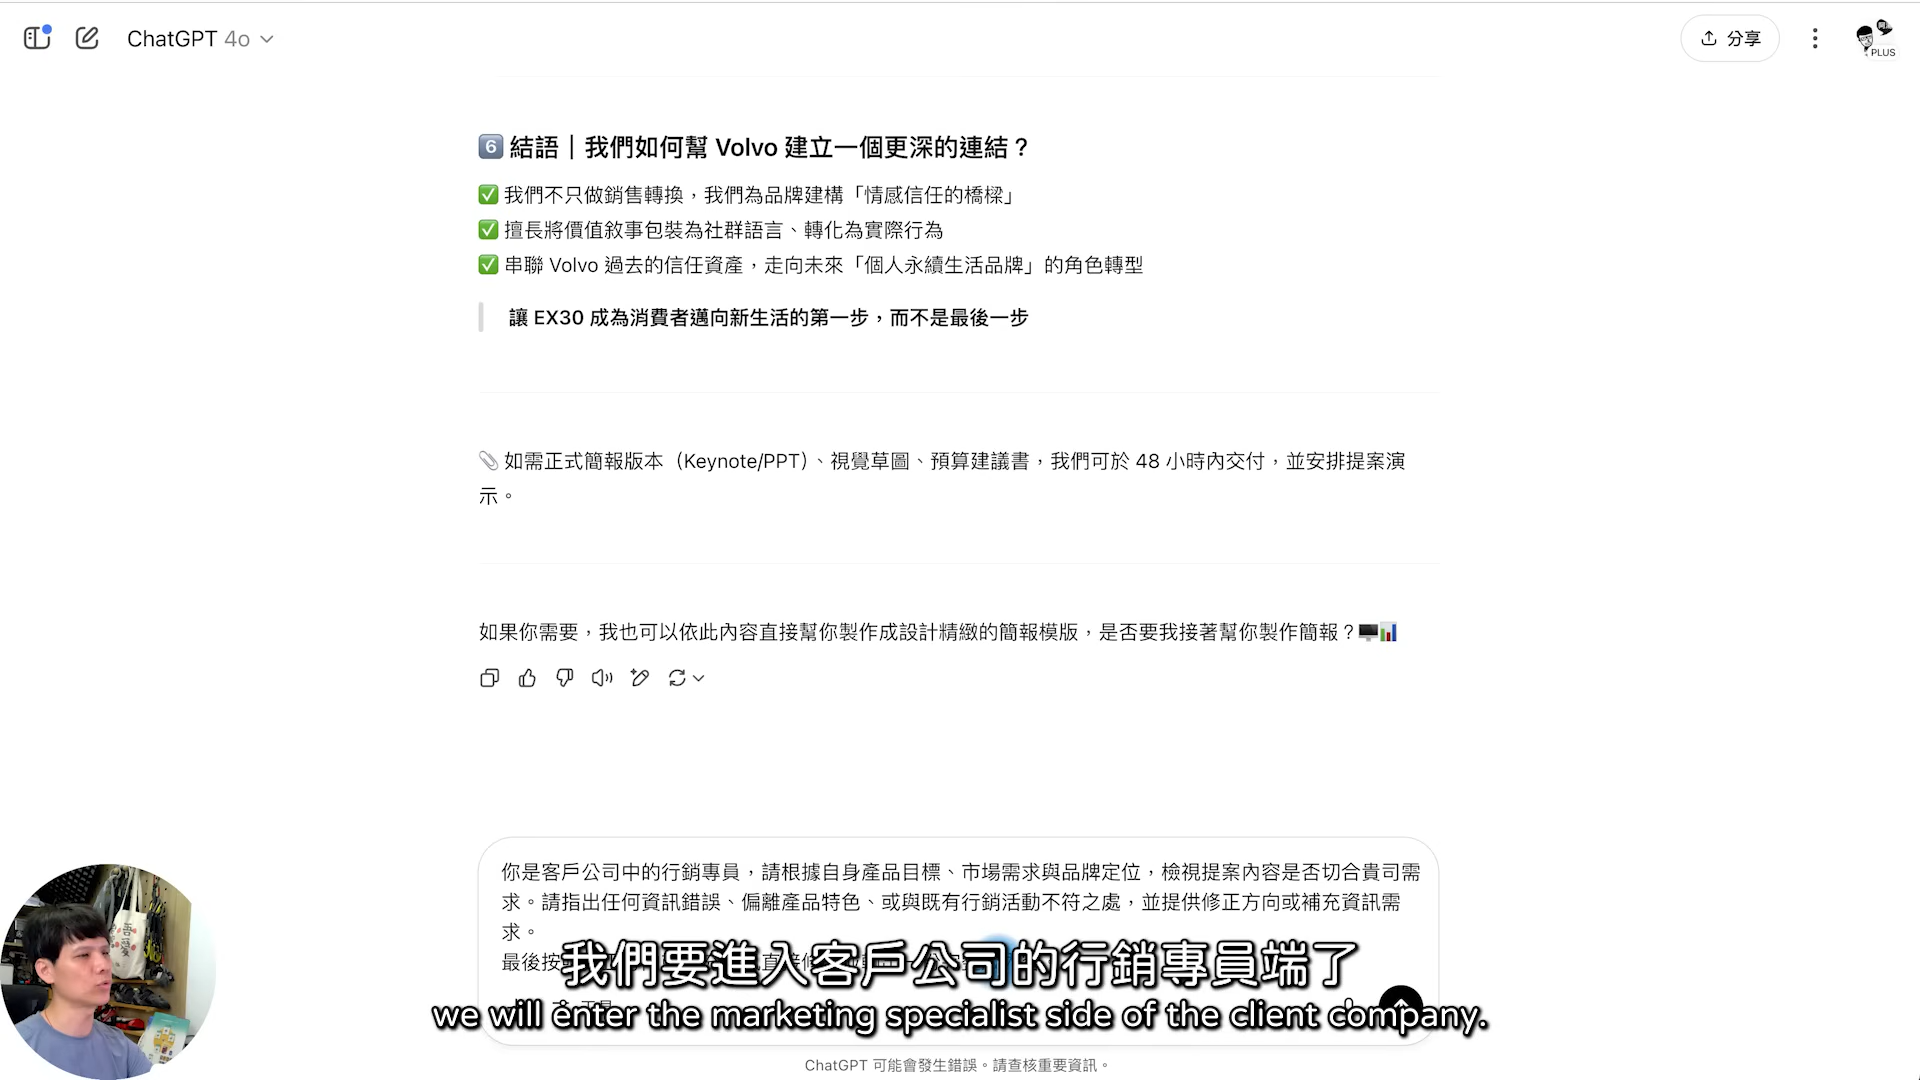 ChatGPT 4o
分享
PLUS
6 結語｜我們如何幫 Volvo 建立一個更深的連結？
✅ 我們不只做銷售轉換，我們為品牌建構「情感信任的橋樑」
✅ 擅長將價值敘事包裝為社群語言、轉化為實際行為
✅ 串聯 Volvo 過去的信任資產，走向未來「個人永續生活品牌」的角色轉型
讓 EX30 成為消費者邁向新生活的第一步，而不是最後一步
如需正式簡報版本（Keynote/PPT）、視覺草圖、預算建議書，我們可於 48 小時內交付，並安排提案演
示。
如果你需要，我也可以依此內容直接幫你製作成設計精緻的簡報模版，是否要我接著幫你製作簡報？
你是客戶公司中的行銷專員，請根據自身產品目標、市場需求與品牌定位，檢視提案內容是否切合貴司需
求。請指出任何資訊錯誤、偏離產品特色、或與既有行銷活動不符之處，並提供修正方向或補充資訊需
求。
最後按
我們要進入客戶公司的行銷專員端了
we will enter the marketing specialist side of the client company.
ChatGPT 可能會發生錯誤。請查核重要資訊。